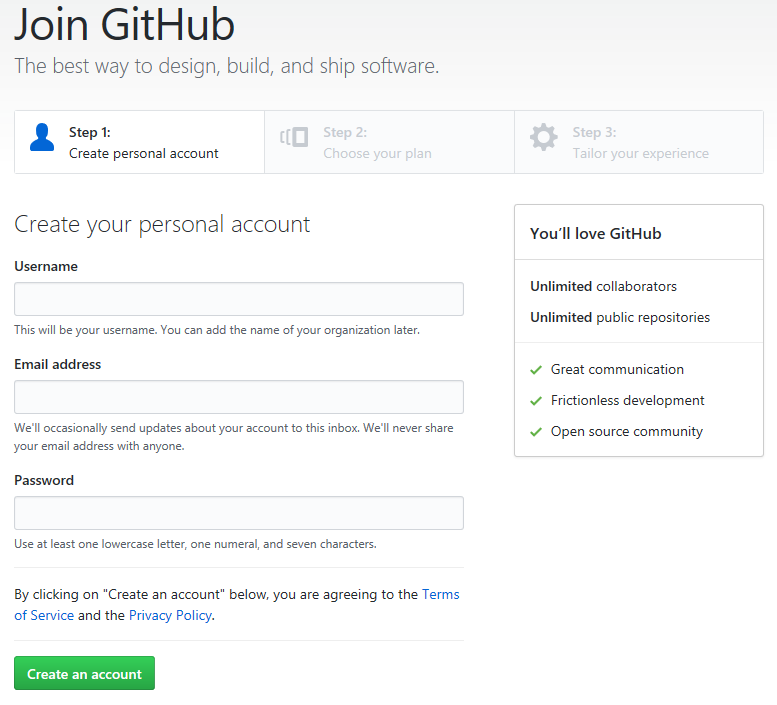 Join GitHub
The best way to design, build, and ship software.
Step 1:
Create personal account
Step 2:
Choose your plan
Step 3:
Tailor your experience
Create your personal account
Username
This will be your username. You can add the name of your organization later.
Email address
We'll occasionally send updates about your account to this inbox. We'll never share
your email address with anyone.
Password
Use at least one lowercase letter, one numeral, and seven characters.
By clicking on "Create an account" below, you are agreeing to the Terms
of Service and the Privacy Policy.
Create an account
You’ll love GitHub
Unlimited collaborators
Unlimited public repositories
Great communication
Frictionless development
Open source community